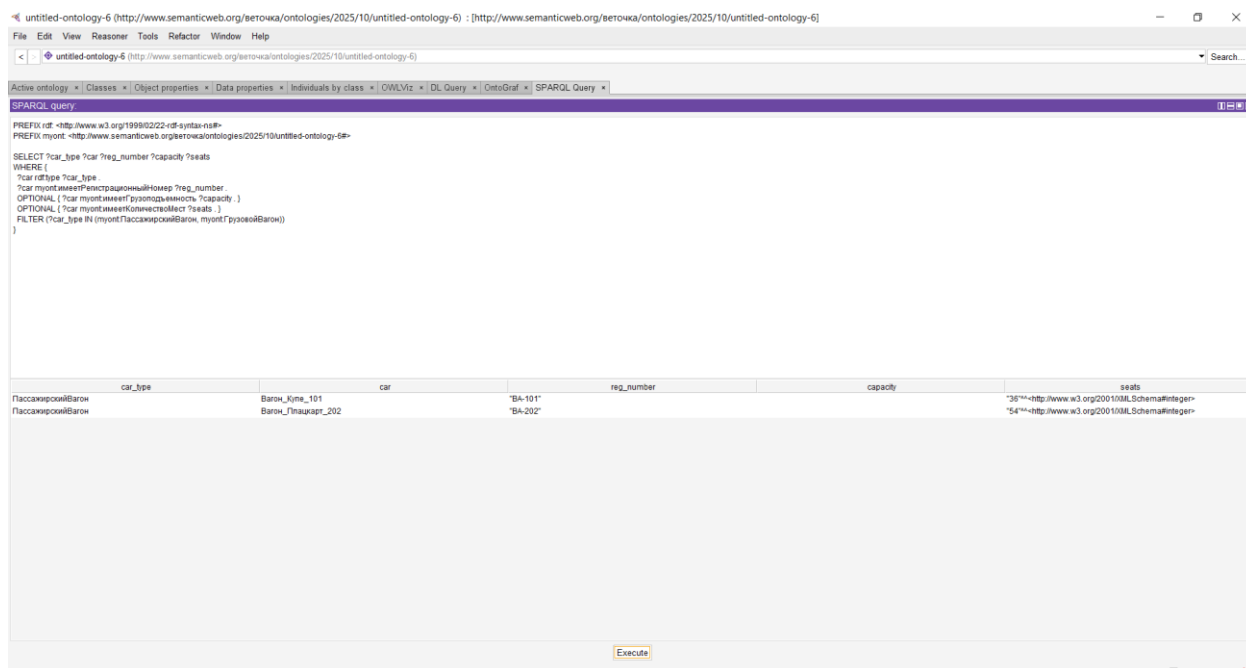 untitled-ontology-6 (http://www.semanticweb.org/веточка/ontologies/2025/10/untitled-ontology-6) : [http://www.semanticweb.org/веточка/ontologies/2025/10/untitled-ontology-6]
File Edit View Reasoner Tools Refactor Window Help
< > untitled-ontology-6 (http://www.semanticweb.org/веточка/ontologies/2025/10/untitled-ontology-6) Search...
Active ontology × Classes × Object properties × Data properties × Individuals by class × OWLViz × DL Query × OntoGraf × SPARQL Query ×
SPARQL query:
PREFIX rdf: <http://www.w3.org/1999/02/22-rdf-syntax-ns#>
PREFIX myont: <http://www.semanticweb.org/веточка/ontologies/2025/10/untitled-ontology-6#>
SELECT ?car_type ?car ?reg_number ?capacity ?seats
WHERE {
?car rdf:type ?car_type .
?car myont:имеетРегистрационныйНомер ?reg_number .
OPTIONAL { ?car myont:имеетГрузоподъемность ?capacity . }
OPTIONAL { ?car myont:имеетКоличествоМест ?seats . }
FILTER (?car_type IN (myont:ПассажирскийВагон, myont:ГрузовойВагон))
}
car_type car reg_number capacity seats
ПассажирскийВагон Вагон_Купе_101 "ВА-101" "36"^^<http://www.w3.org/2001/XMLSchema#integer>
ПассажирскийВагон Вагон_Плацкарт_202 "ВА-202" "54"^^<http://www.w3.org/2001/XMLSchema#integer>
Execute